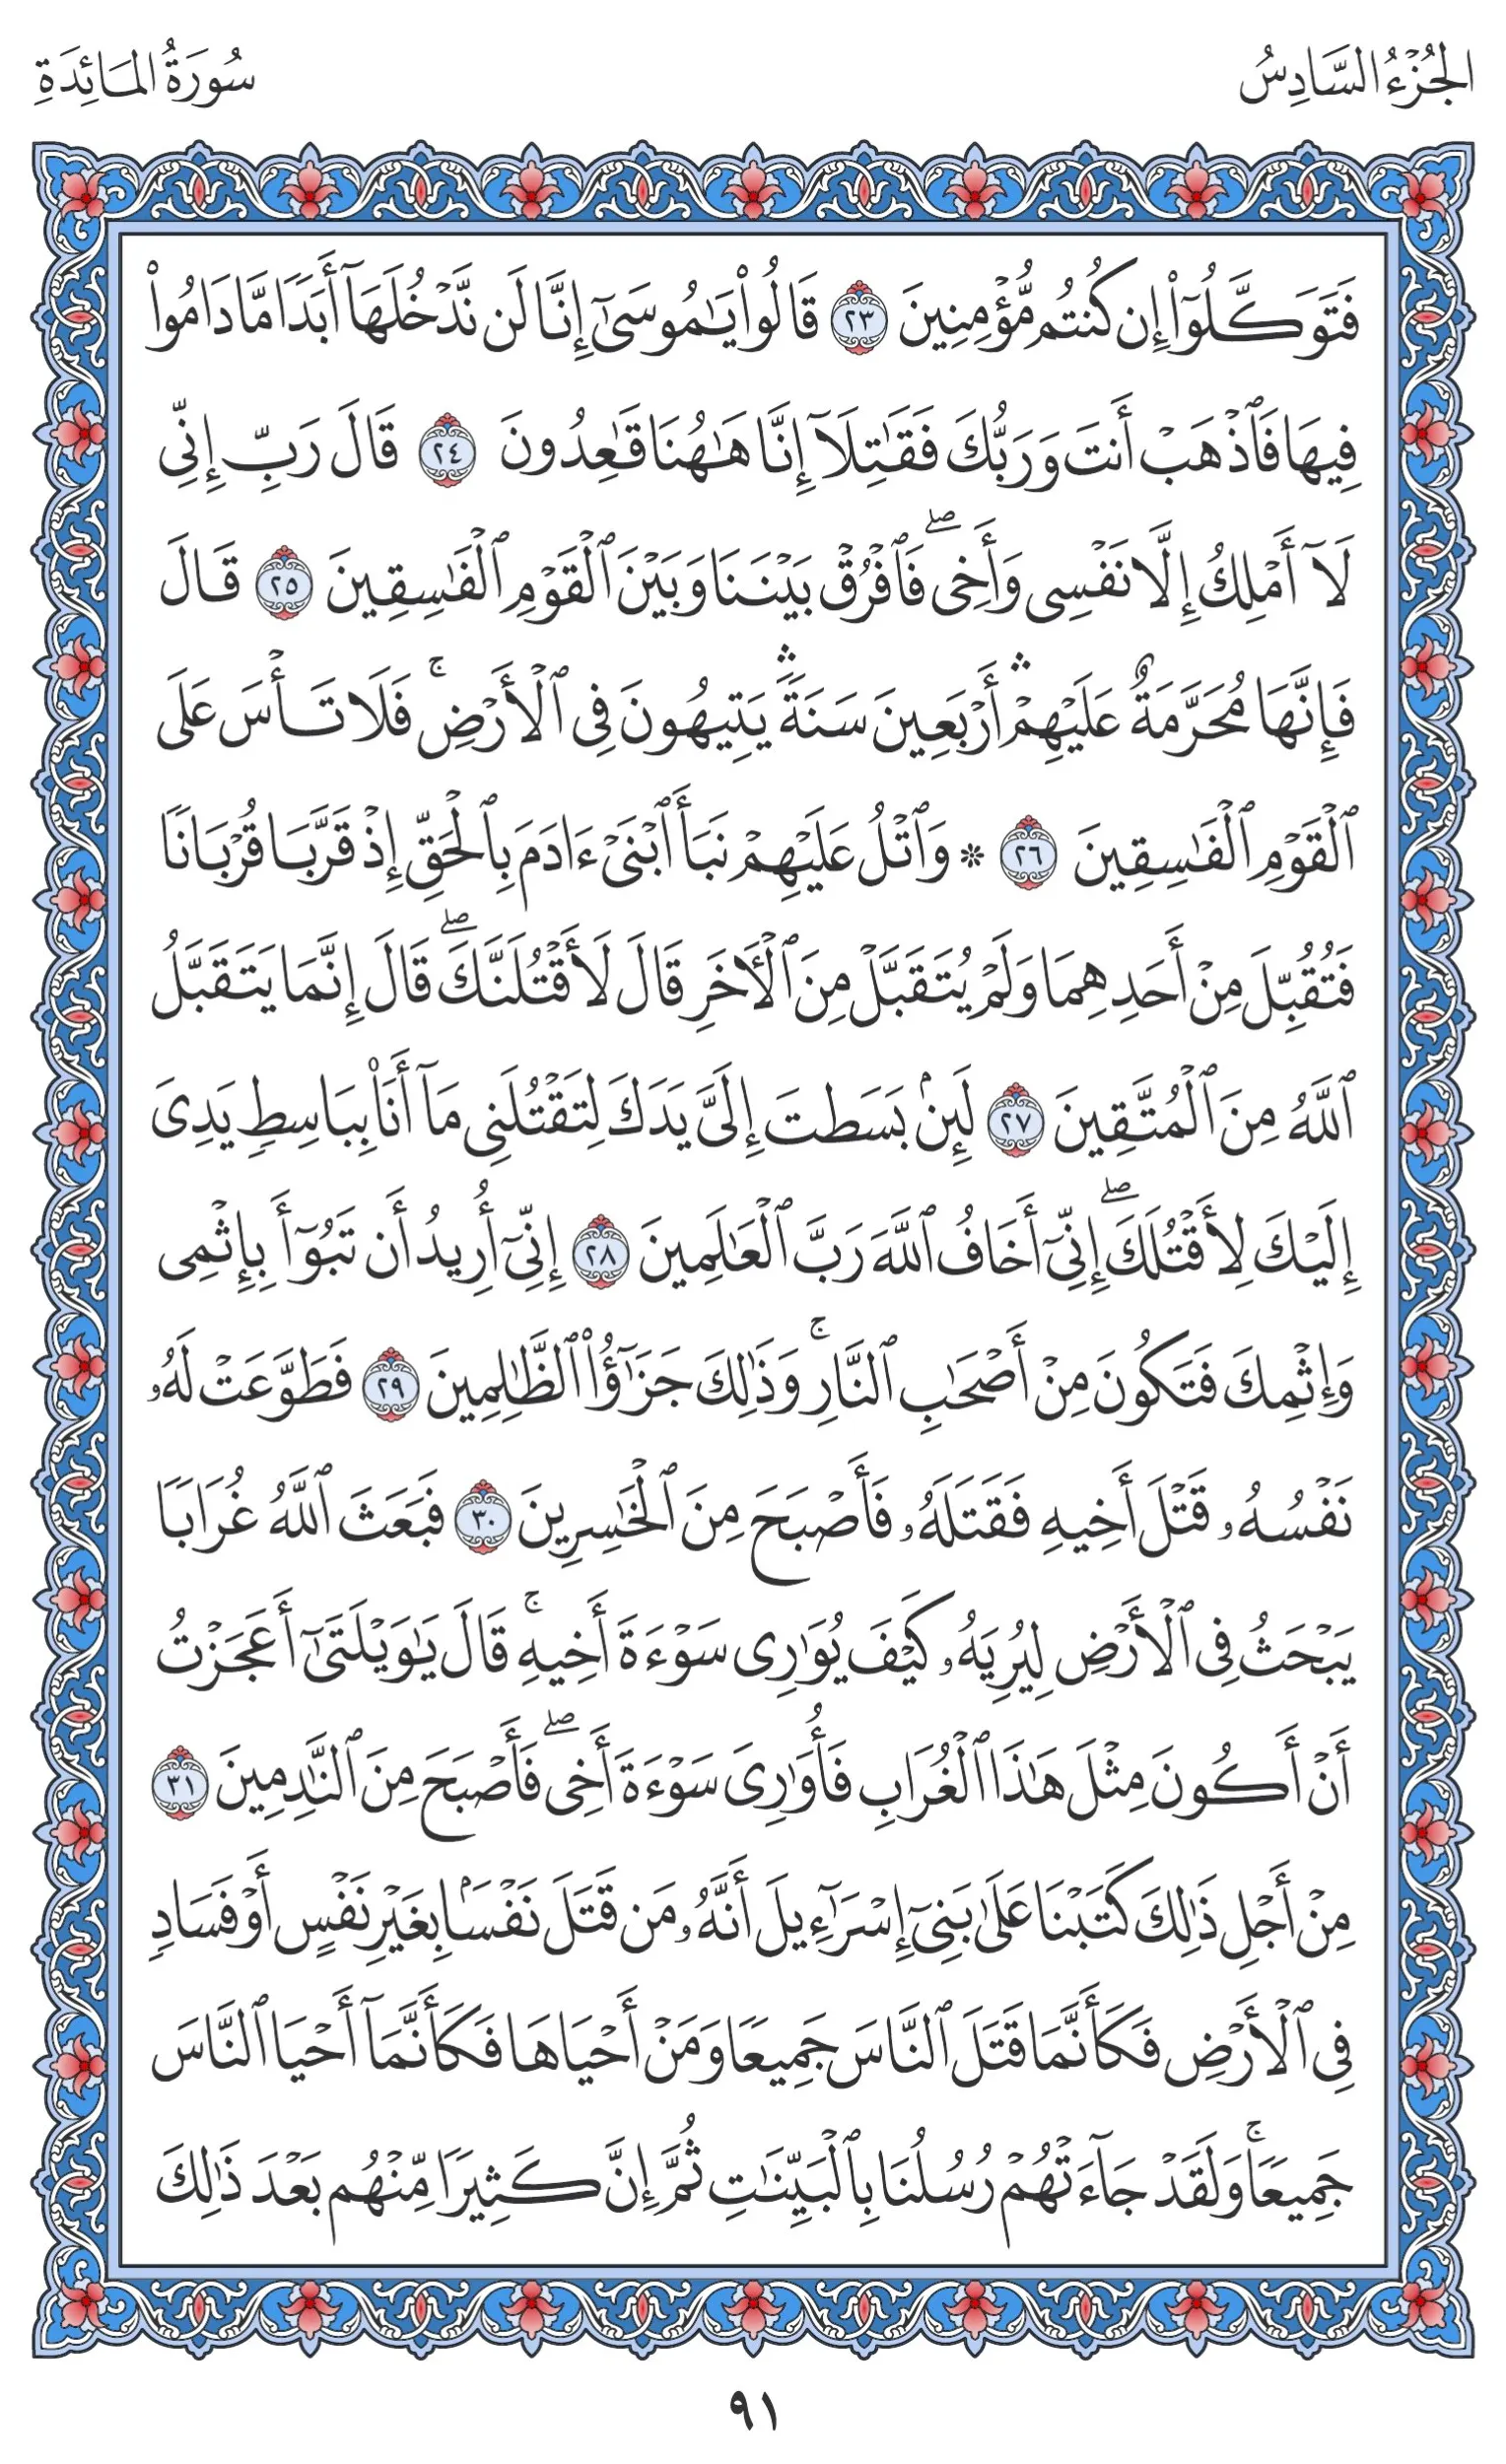 الجُزْءُ السَّادِسُ
سُورَةُ المَائِدَةِ
فَتَوَكَّلُوٓاْ إِن كُنتُم مُّؤۡمِنِينَ ٢٣ قَالُواْ يَٰمُوسَىٰٓ إِنَّا لَن نَّدۡخُلَهَآ أَبَدٗا مَّا دَامُواْ
فِيهَا فَٱذۡهَبۡ أَنتَ وَرَبُّكَ فَقَٰتِلَآ إِنَّا هَٰهُنَا قَٰعِدُونَ ٢٤ قَالَ رَبِّ إِنِّي
لَآ أَمۡلِكُ إِلَّا نَفۡسِي وَأَخِيۖ فَٱفۡرُقۡ بَيۡنَنَا وَبَيۡنَ ٱلۡقَوۡمِ ٱلۡفَٰسِقِينَ ٢٥ قَالَ
فَإِنَّهَا مُحَرَّمَةٌ عَلَيۡهِمۡۛ أَرۡبَعِينَ سَنَةٗۛ يَتِيهُونَ فِي ٱلۡأَرۡضِۚ فَلَا تَأۡسَ عَلَى
ٱلۡقَوۡمِ ٱلۡفَٰسِقِينَ ٢٦ ۞ وَٱتۡلُ عَلَيۡهِمۡ نَبَأَ ٱبۡنَيۡ ءَادَمَ بِٱلۡحَقِّ إِذۡ قَرَّبَا قُرۡبَانٗا
فَتُقُبِّلَ مِنۡ أَحَدِهِمَا وَلَمۡ يُتَقَبَّلۡ مِنَ ٱلۡأٓخَرِ قَالَ لَأَقۡتُلَنَّكَۖ قَالَ إِنَّمَا يَتَقَبَّلُ
ٱللَّهُ مِنَ ٱلۡمُتَّقِينَ ٢٧ لَئِنۢ بَسَطتَ إِلَيَّ يَدَكَ لِتَقۡتُلَنِي مَآ أَنَا۠ بِبَاسِطٖ يَدِيَ
إِلَيۡكَ لِأَقۡتُلَكَۖ إِنِّيٓ أَخَافُ ٱللَّهَ رَبَّ ٱلۡعَٰلَمِينَ ٢٨ إِنِّيٓ أُرِيدُ أَن تَبُوٓأَ بِإِثۡمِي
وَإِثۡمِكَ فَتَكُونَ مِنۡ أَصۡحَٰبِ ٱلنَّارِۚ وَذَٰلِكَ جَزَٰٓؤُاْ ٱلظَّٰلِمِينَ ٢٩ فَطَوَّعَتۡ لَهُۥ
نَفۡسُهُۥ قَتۡلَ أَخِيهِ فَقَتَلَهُۥ فَأَصۡبَحَ مِنَ ٱلۡخَٰسِرِينَ ٣٠ فَبَعَثَ ٱللَّهُ غُرَابٗا
يَبۡحَثُ فِي ٱلۡأَرۡضِ لِيُرِيَهُۥ كَيۡفَ يُوَٰرِي سَوۡءَةَ أَخِيهِۚ قَالَ يَٰوَيۡلَتَىٰٓ أَعَجَزۡتُ
أَنۡ أَكُونَ مِثۡلَ هَٰذَا ٱلۡغُرَابِ فَأُوَٰرِيَ سَوۡءَةَ أَخِيۖ فَأَصۡبَحَ مِنَ ٱلنَّٰدِمِينَ ٣١
مِنۡ أَجۡلِ ذَٰلِكَ كَتَبۡنَا عَلَىٰ بَنِيٓ إِسۡرَٰٓءِيلَ أَنَّهُۥ مَن قَتَلَ نَفۡسَۢا بِغَيۡرِ نَفۡسٍ أَوۡ فَسَادٖ
فِي ٱلۡأَرۡضِ فَكَأَنَّمَا قَتَلَ ٱلنَّاسَ جَمِيعٗا وَمَنۡ أَحۡيَاهَا فَكَأَنَّمَآ أَحۡيَا ٱلنَّاسَ
جَمِيعٗاۚ وَلَقَدۡ جَآءَتۡهُمۡ رُسُلُنَا بِٱلۡبَيِّنَٰتِ ثُمَّ إِنَّ كَثِيرٗا مِّنۡهُم بَعۡدَ ذَٰلِكَ
٩١